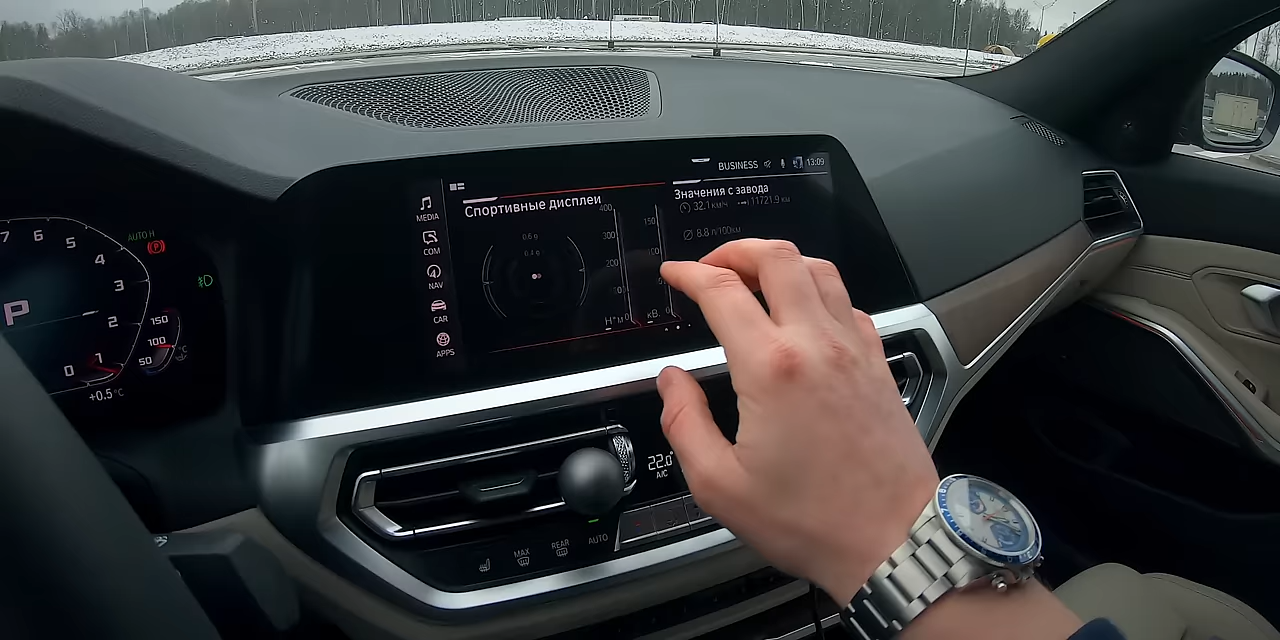 7
6
5
4
3
2
1
0
AUTO H
P
150
100
50
°C
+0.5°C
MEDIA
COM
NAV
CAR
APPS
BUSINESS
13:09
Спортивные дисплеи
0.6 g
0.4 g
400
300
200
Н*м
0
150
100
кВ.
0
Значения с завода
32.1 км/ч
11721.9 км
8.8 л/100км
22.0°
A/C
MAX
REAR
AUTO